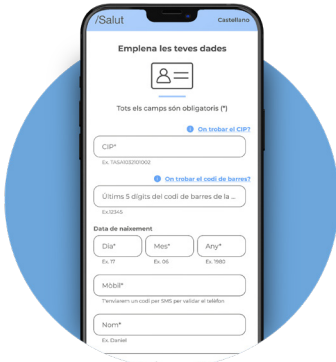 /Salut
Castellano
Emplena les teves dades
Tots els camps són obligatoris (*)
On trobar el CIP?
CIP*
Ex. TASA1032101002
On trobar el codi de barres?
Últims 5 dígits del codi de barres de la ...
Ex.12345
Data de naixement
Dia* Mes* Any*
Ex. 17 Ex. 06 Ex. 1980
Mòbil*
T'enviarem un codi per SMS per validar el telèfon
Nom*
Ex. Daniel